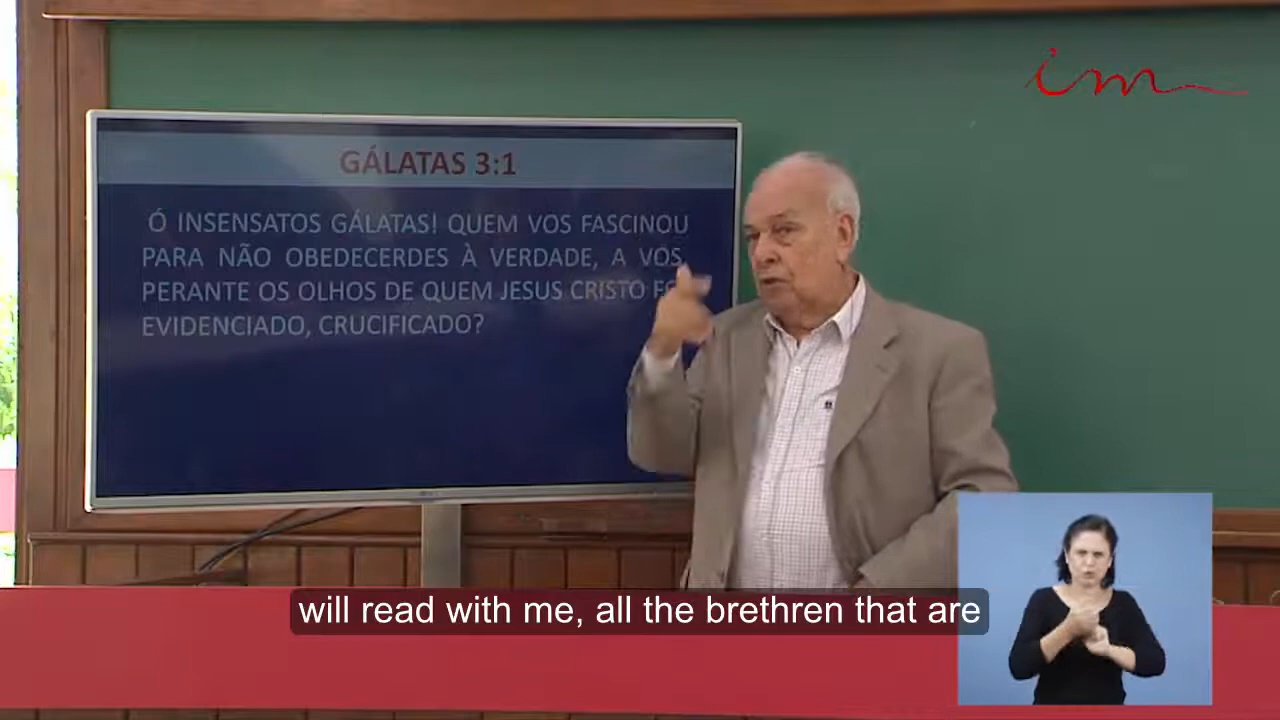 im
GÁLATAS 3:1
Ó INSENSATOS GÁLATAS! QUEM VOS FASCINOU
PARA NÃO OBEDECERDES À VERDADE, A VÓS,
PERANTE OS OLHOS DE QUEM JESUS CRISTO
EVIDENCIADO, CRUCIFICADO?
will read with me, all the brethren that are